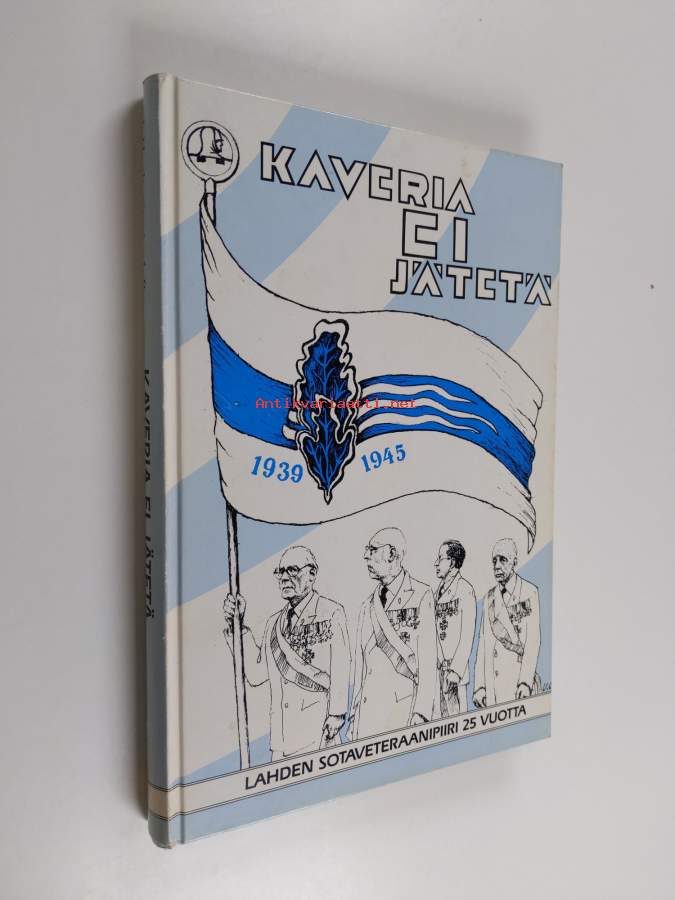 KAVERIA
EI
JÄTETÄ
Antikvariaatti.net
1939 1945
LAHDEN SOTAVETERAANIPIIRI 25 VUOTTA
KAVERIA EI JÄTETÄ